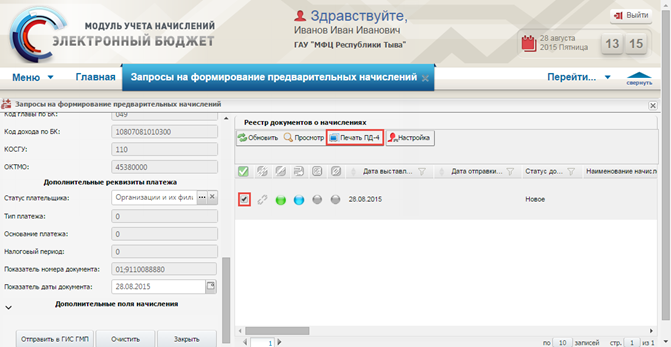 МОДУЛЬ УЧЕТА НАЧИСЛЕНИЙ
ЭЛЕКТРОННЫЙ БЮДЖЕТ
Здравствуйте,
Иванов Иван Иванович
ГАУ "МФЦ Республики Тыва"
Выйти
28 августа
2015 Пятница
13 15
Меню
Главная
Запросы на формирование предварительных начислений
Перейти...
свернуть
Запросы на формирование предварительных начислений
Код главы по БК: 049
Код дохода по БК: 10807081010300
КОСГУ: 110
ОКТМО: 45380000
Дополнительные реквизиты платежа
Статус плательщика: Организации и их фили
Тип платежа: 0
Основание платежа: 0
Налоговый период: 0
Показатель номера документа: 01;9110088880
Показатель даты документа: 28.08.2015
Дополнительные поля начисления
Отправить в ГИС ГМП
Очистить
Закрыть
Реестр документов о начислениях
Обновить
Просмотр
Печать ПД-4
Настройка
Дата выставл...
Дата отправки...
Статус до...
Наименование начисл
28.08.2015
Новое
1
по 10 записей стр. 1 из 1